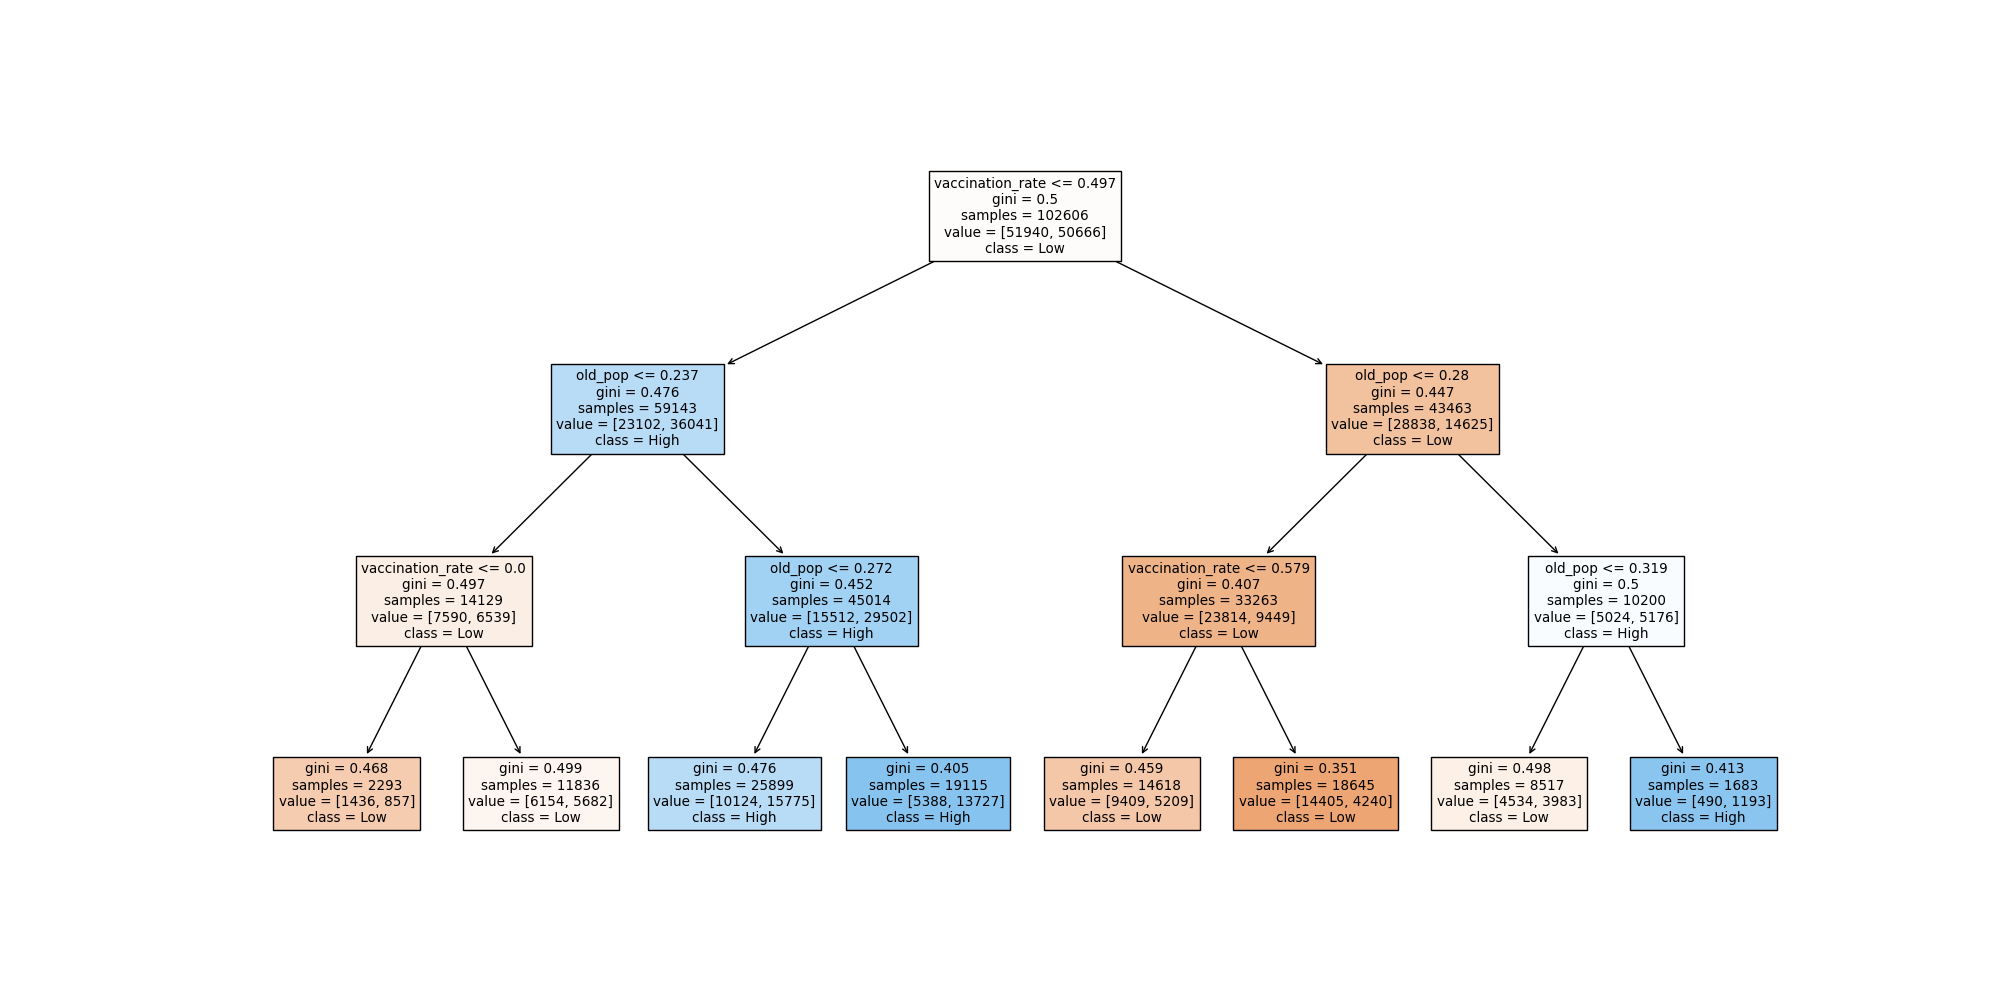 vaccination_rate <= 0.497
gini = 0.5
samples = 102606
value = [51940, 50666]
class = Low
old_pop <= 0.237
gini = 0.476
samples = 59143
value = [23102, 36041]
class = High
old_pop <= 0.28
gini = 0.447
samples = 43463
value = [28838, 14625]
class = Low
vaccination_rate <= 0.0
gini = 0.497
samples = 14129
value = [7590, 6539]
class = Low
old_pop <= 0.272
gini = 0.452
samples = 45014
value = [15512, 29502]
class = High
vaccination_rate <= 0.579
gini = 0.407
samples = 33263
value = [23814, 9449]
class = Low
old_pop <= 0.319
gini = 0.5
samples = 10200
value = [5024, 5176]
class = High
gini = 0.468
samples = 2293
value = [1436, 857]
class = Low
gini = 0.499
samples = 11836
value = [6154, 5682]
class = Low
gini = 0.476
samples = 25899
value = [10124, 15775]
class = High
gini = 0.405
samples = 19115
value = [5388, 13727]
class = High
gini = 0.459
samples = 14618
value = [9409, 5209]
class = Low
gini = 0.351
samples = 18645
value = [14405, 4240]
class = Low
gini = 0.498
samples = 8517
value = [4534, 3983]
class = Low
gini = 0.413
samples = 1683
value = [490, 1193]
class = High